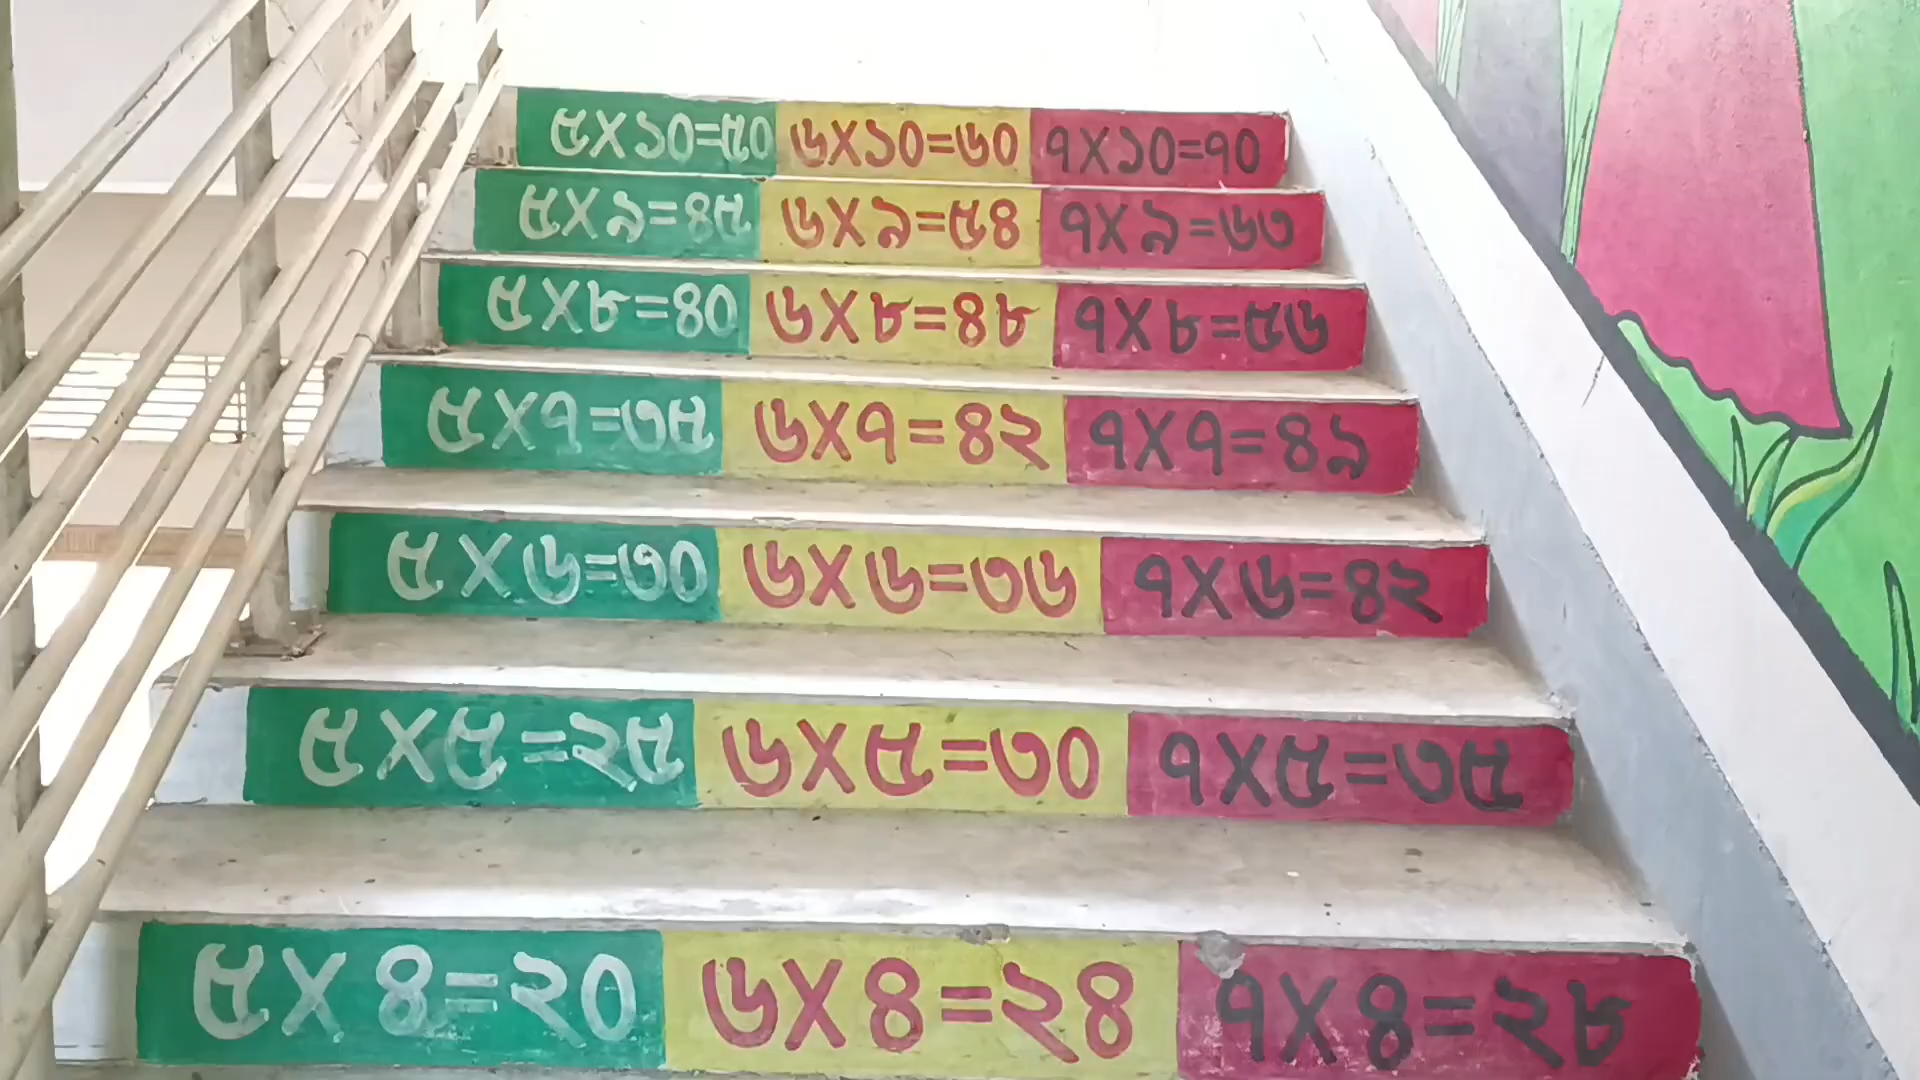 ৫X১০=৫০ ৬X১০=৬০ ৭X১০=৭০
৫X৯=৪৫ ৬X৯=৫৪ ৭X৯=৬৩
৫X৮=৪০ ৬X৮=৪৮ ৭X৮=৫৬
৫X৭=৩৫ ৬X৭=৪২ ৭X৭=৪৯
৫X৬=৩০ ৬X৬=৩৬ ৭X৬=৪২
৫X৫=২৫ ৬X৫=৩০ ৭X৫=৩৫
৫X৪=২০ ৬X৪=২৪ ৭X৪=২৮